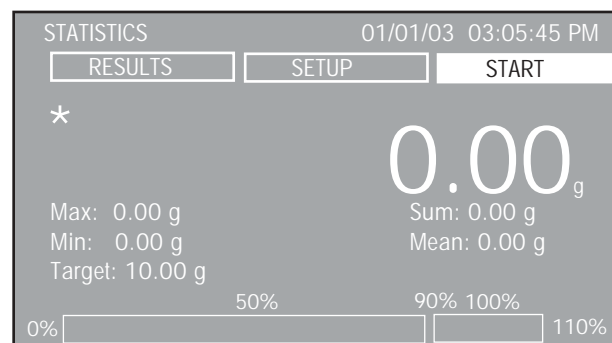 STATISTICS 01/01/03 03:05:45 PM
RESULTS SETUP START
*
0.00 g
Max: 0.00 g Sum: 0.00 g
Min: 0.00 g Mean: 0.00 g
Target: 10.00 g
50% 90% 100%
0% 110%